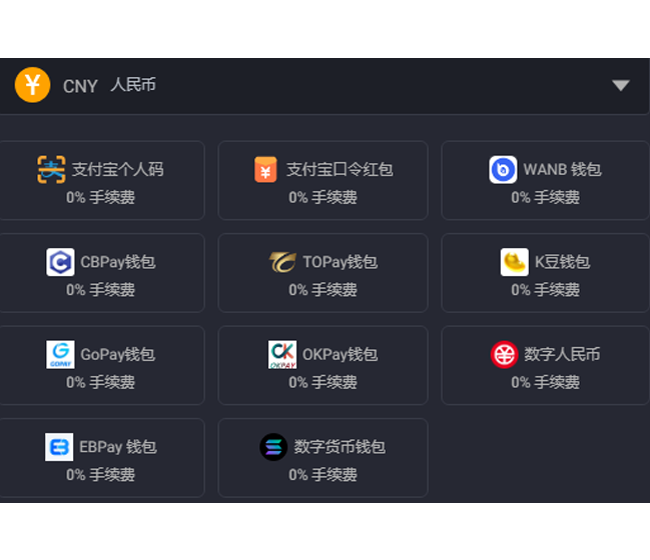 ¥ CNY 人民币
支付宝个人码
0% 手续费
¥ 支付宝口令红包
0% 手续费
WANB 钱包
0% 手续费
CBPay钱包
0% 手续费
TOPay钱包
0% 手续费
K豆钱包
0% 手续费
GOPAY GoPay钱包
0% 手续费
OK OKPAY OKPay钱包
0% 手续费
数字人民币
0% 手续费
EBPay 钱包
0% 手续费
数字货币钱包
0% 手续费